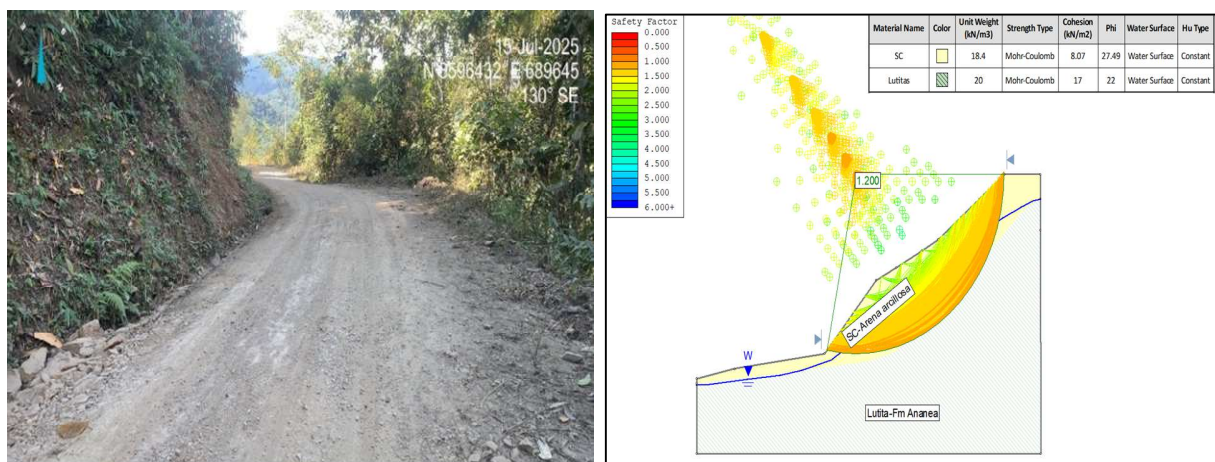 15-Jul-2025
N 8596432, E 689645
130° SE
Safety Factor
0.000
0.500
1.000
1.500
2.000
2.500
3.000
3.500
4.000
4.500
5.000
5.500
6.000+
Material Name Color Unit Weight (kN/m3) Strength Type Cohesion (kN/m2) Phi Water Surface Hu Type
SC 18.4 Mohr-Coulomb 8.07 27.49 Water Surface Constant
Lutitas 20 Mohr-Coulomb 17 22 Water Surface Constant
1.200
SC-Arena arcillosa
W
Lutita-Fm Ananea